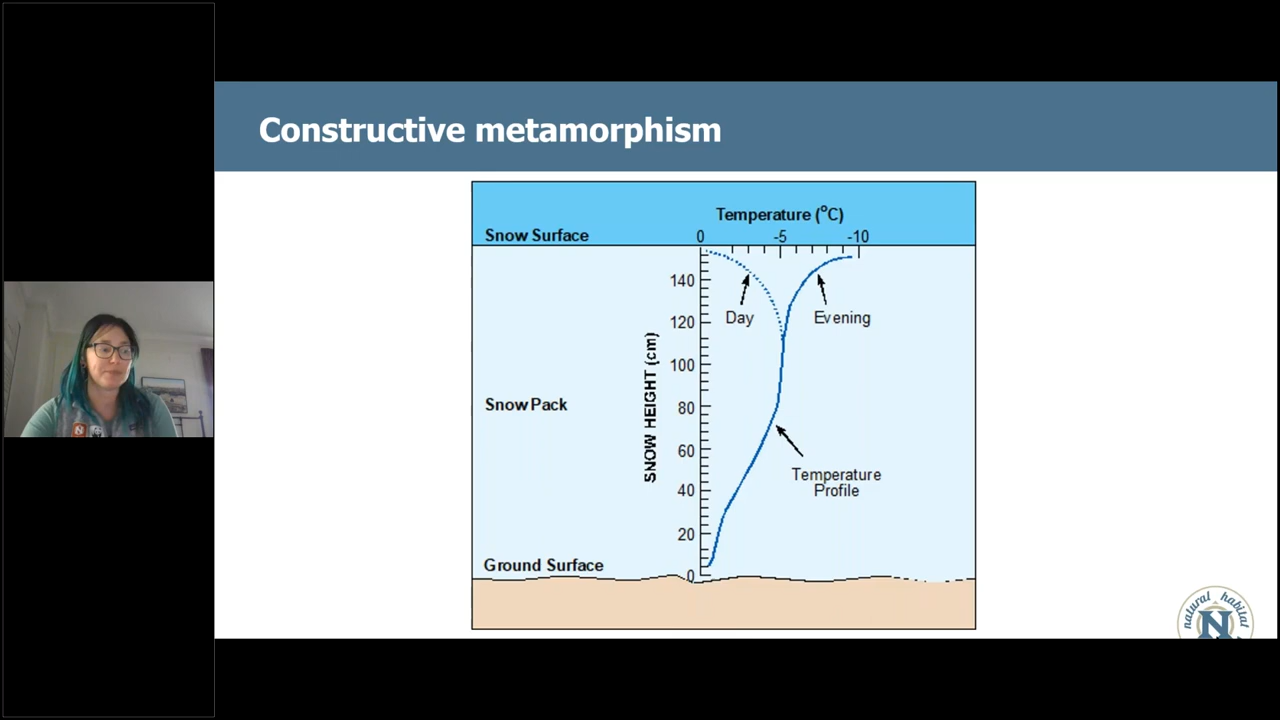 Constructive metamorphism
Temperature (°C)
Snow Surface
0 -5 -10
140
Day
Evening
120
SNOW HEIGHT (cm)
100
Snow Pack
80
60
Temperature
Profile
40
20
Ground Surface
0
natural habitat
N